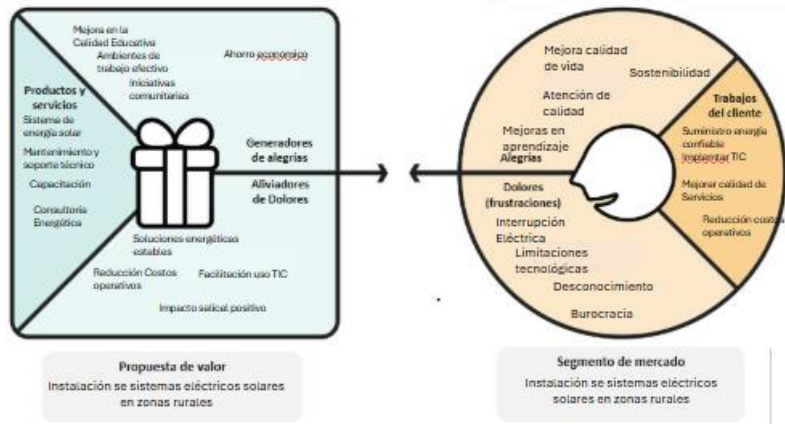 Mejora en la
Calidad Educativa
Ambientes de
trabajo efectivo
Iniciativas
comunitarias
Ahorro economico
Productos y
servicios
Sistema de
energía solar
Mantenimiento y
soporte técnico
Capacitación
Consultoría
Energética
Generadores
de alegrías
Aliviadores
de Dolores
Soluciones energéticas
estables
Reducción Costos
operativos
Facilitación uso TIC
Impacto salical positivo
Propuesta de valor
Instalación se sistemas eléctricos solares
en zonas rurales
Mejora calidad
de vida
Sostenibilidad
Atención de
calidad
Mejoras en
aprendizaje
Alegrías
Dolores
(frustraciones)
Interrupción
Eléctrica
Limitaciones
tecnológicas
Desconocimiento
Burocracia
Trabajos
del cliente
Suministro energía
confiable
Implantar TIC
Mejorar calidad de
Servicios
Reducción costos
operativos
Segmento de mercado
Instalación se sistemas eléctricos
solares en zonas rurales